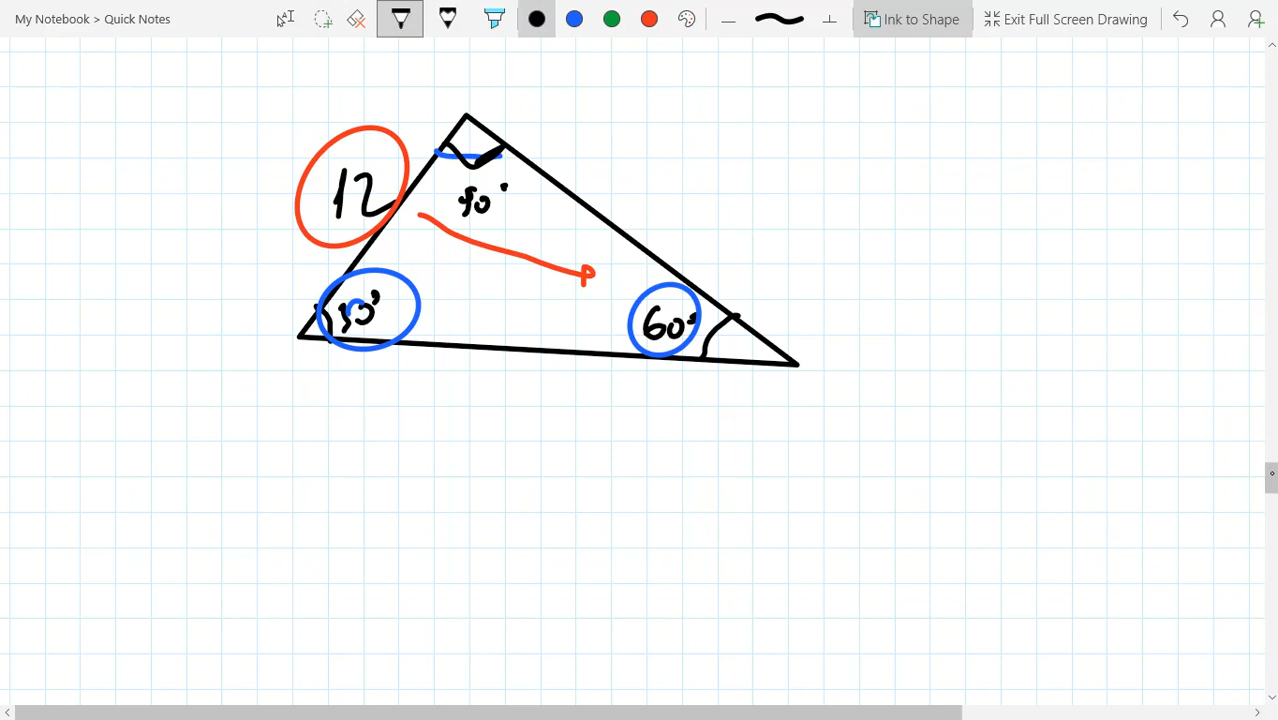 My Notebook > Quick Notes
Ink to Shape
Exit Full Screen Drawing
12
90°
30°
60°